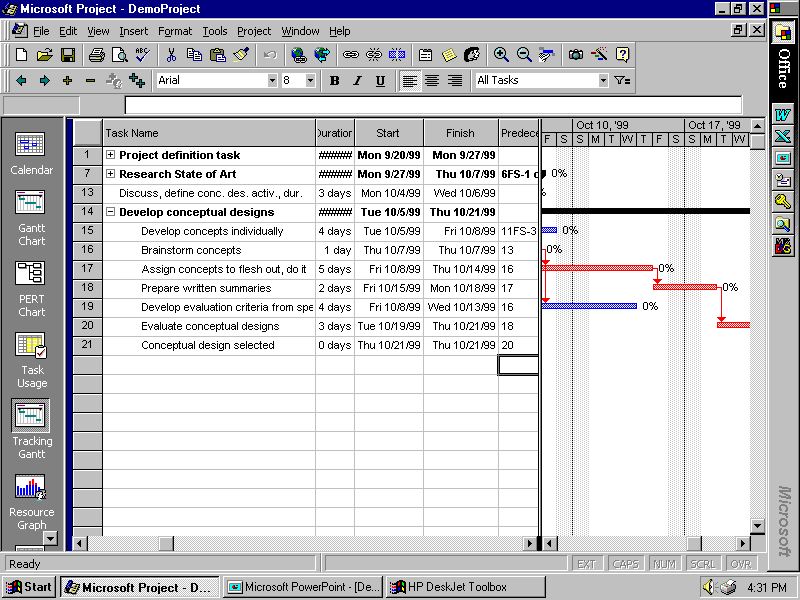 Microsoft Project - DemoProject
File Edit View Insert Format Tools Project Window Help
Arial 8 B I U All Tasks
Office
Task Name Duration Start Finish Predece
Oct 10, '99 Oct 17, '99
F S S M T W T F S S M T W
1 Project definition task ######## Mon 9/20/99 Mon 9/27/99
7 Research State of Art ######## Mon 9/27/99 Thu 10/7/99 6FS-1 d 0%
13 Discuss, define conc. des. activ., dur. 3 days Mon 10/4/99 Wed 10/6/99
14 Develop conceptual designs ######## Tue 10/5/99 Thu 10/21/99
15 Develop concepts individually 4 days Tue 10/5/99 Fri 10/8/99 11FS-3 0%
16 Brainstorm concepts 1 day Thu 10/7/99 Thu 10/7/99 13 0%
17 Assign concepts to flesh out, do it 5 days Fri 10/8/99 Thu 10/14/99 16 0%
18 Prepare written summaries 2 days Fri 10/15/99 Mon 10/18/99 17 0%
19 Develop evaluation criteria from spe 4 days Fri 10/8/99 Wed 10/13/99 16 0%
20 Evaluate conceptual designs 3 days Tue 10/19/99 Thu 10/21/99 18
21 Conceptual design selected 0 days Thu 10/21/99 Thu 10/21/99 20
Calendar
Gantt
Chart
PERT
Chart
Task
Usage
Tracking
Gantt
Resource
Graph
Microsoft
Ready EXT CAPS NUM SCRL OVR
Start Microsoft Project - D... Microsoft PowerPoint - [De... HP DeskJet Toolbox 4:31 PM